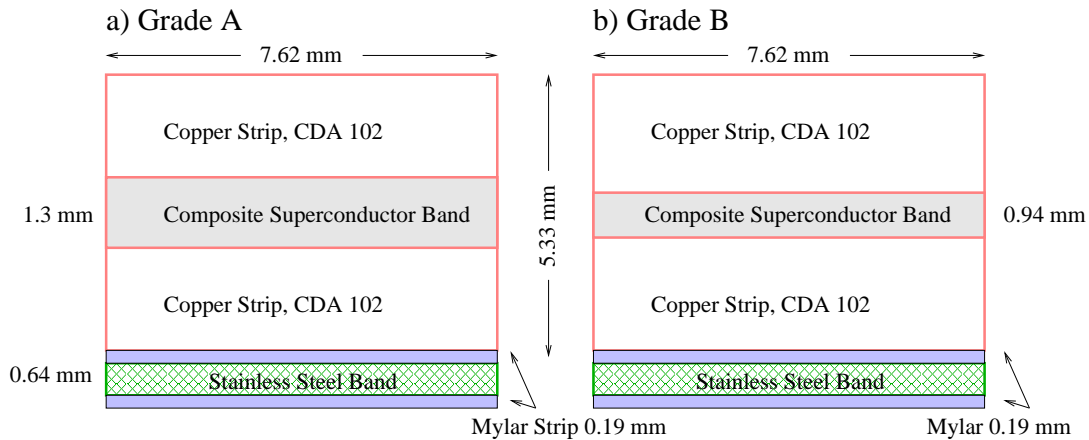 a) Grade A
7.62 mm
Copper Strip, CDA 102
1.3 mm
Composite Superconductor Band
Copper Strip, CDA 102
0.64 mm
Stainless Steel Band
Mylar Strip 0.19 mm
5.33 mm
b) Grade B
7.62 mm
Copper Strip, CDA 102
Composite Superconductor Band
0.94 mm
Copper Strip, CDA 102
Stainless Steel Band
Mylar 0.19 mm